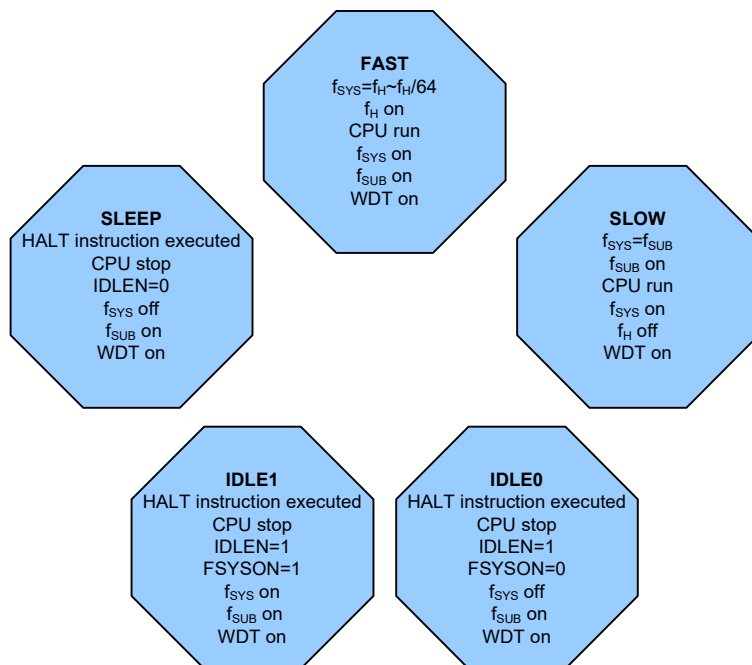 FAST
fSYS=fH~fH/64
fH on
CPU run
fSYS on
fSUB on
WDT on
SLEEP
HALT instruction executed
CPU stop
IDLEN=0
fSYS off
fSUB on
WDT on
SLOW
fSYS=fSUB
fSUB on
CPU run
fSYS on
fH off
WDT on
IDLE1
HALT instruction executed
CPU stop
IDLEN=1
FSYSON=1
fSYS on
fSUB on
WDT on
IDLE0
HALT instruction executed
CPU stop
IDLEN=1
FSYSON=0
fSYS off
fSUB on
WDT on